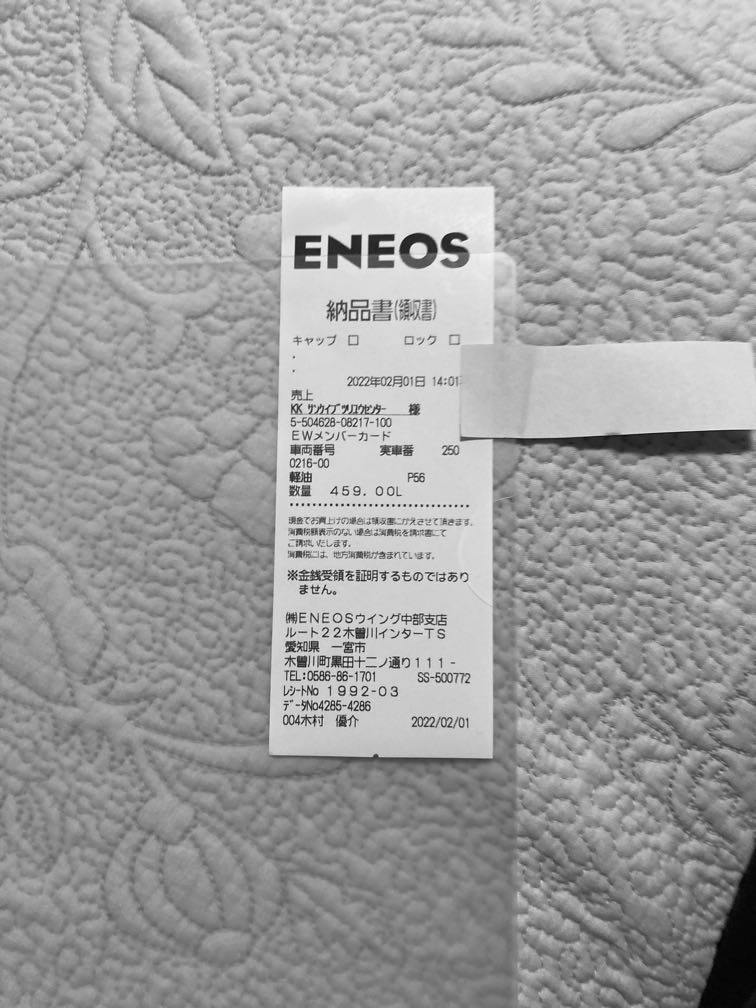 ENEOS
納品書(領収書)
キャップ □ ロック □
・
・
2022年02月01日 14:01
売上
KK サンケイブツリユウセンター 様
5-504628-08217-100
EWメンバーカード
車両番号 実車番 250
0216-00
軽油 P56
数量 459.00L
現金でお買上げの場合は領収書にかえさせて頂きます。
消費税額表示のない場合は消費税を請求書にて
ご請求いたします。
消費税には、地方消費税が含まれています。
※金銭受領を証明するものではあり
ません。
㈱ENEOSウイング中部支店
ルート22木曽川インターTS
愛知県 一宮市
木曽川町黒田十二ノ通り111-
TEL:0586-86-1701 SS-500772
レシートNo 1992-03
データNo4285-4286
004木村 優介 2022/02/01